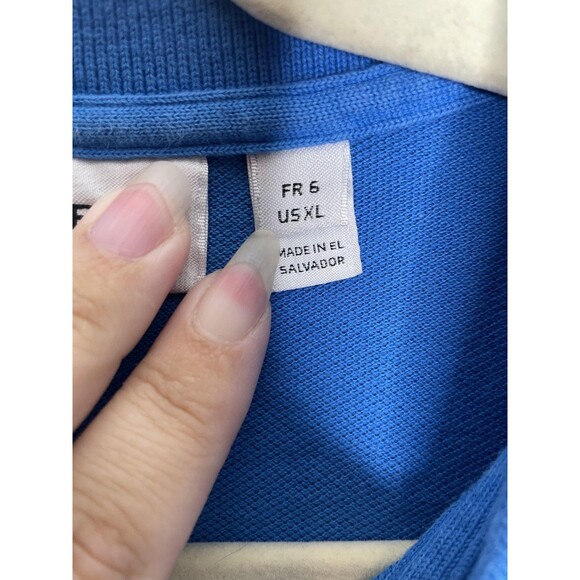 FR 6
US XL
MADE IN EL
SALVADOR